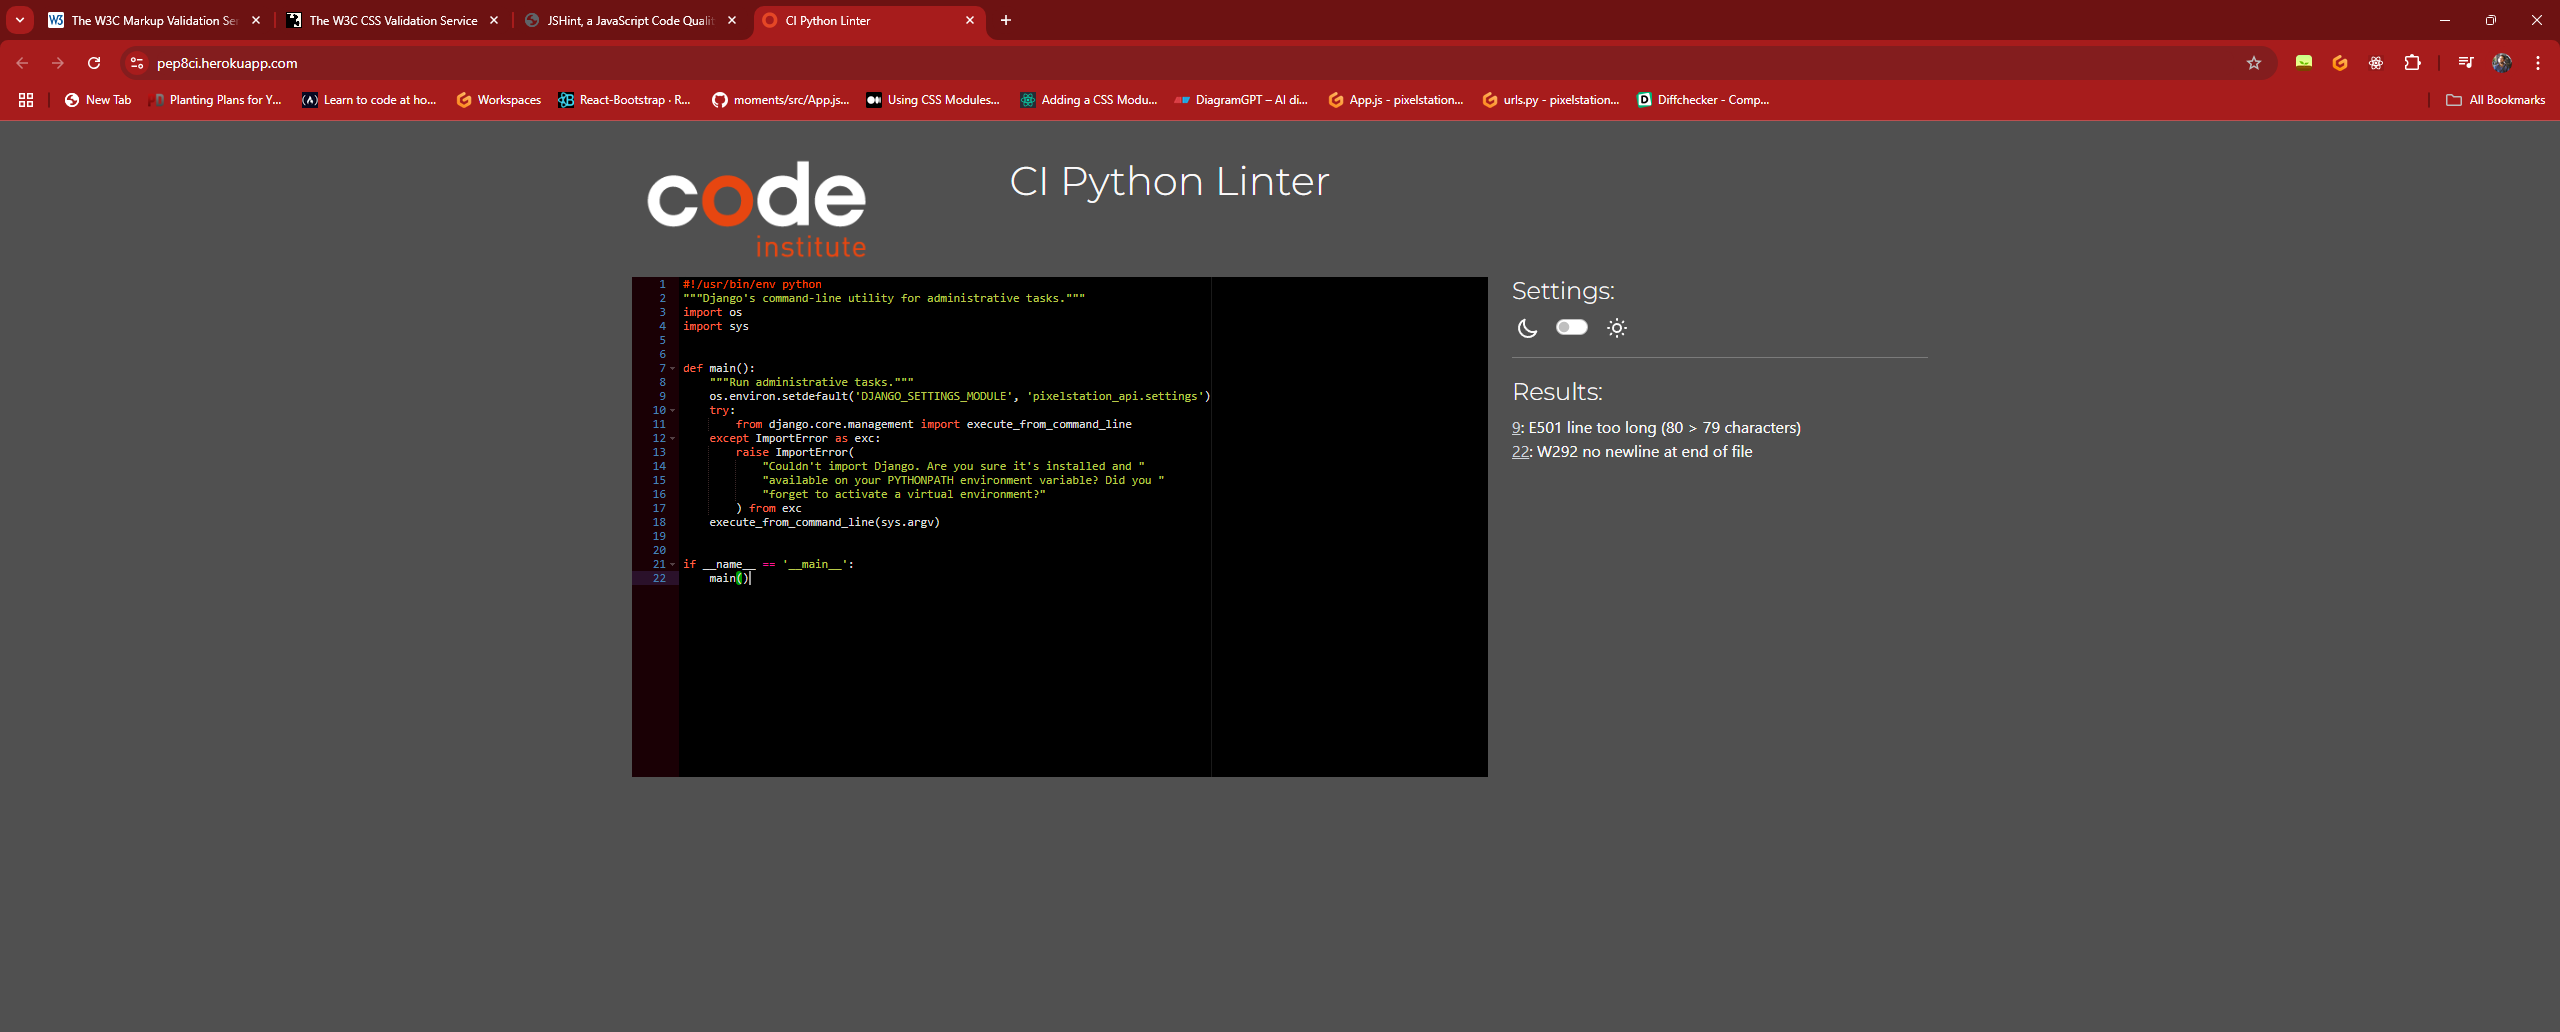 The W3C Markup Validation Se
The W3C CSS Validation Service
JSHint, a JavaScript Code Qualit
CI Python Linter
pep8ci.herokuapp.com
New Tab
Planting Plans for Y...
Learn to code at ho...
Workspaces
React-Bootstrap · R...
moments/src/App.js...
Using CSS Modules...
Adding a CSS Modu...
DiagramGPT – AI di...
App.js - pixelstation...
urls.py - pixelstation...
Diffchecker - Comp...
All Bookmarks
code
institute
CI Python Linter
1 #!/usr/bin/env python
2 """Django's command-line utility for administrative tasks."""
3 import os
4 import sys
5
6
7 def main():
8     """Run administrative tasks."""
9     os.environ.setdefault('DJANGO_SETTINGS_MODULE', 'pixelstation_api.settings')
10     try:
11         from django.core.management import execute_from_command_line
12     except ImportError as exc:
13         raise ImportError(
14             "Couldn't import Django. Are you sure it's installed and "
15             "available on your PYTHONPATH environment variable? Did you "
16             "forget to activate a virtual environment?"
17         ) from exc
18     execute_from_command_line(sys.argv)
19
20
21 if __name__ == '__main__':
22     main()
Settings:
Results:
9: E501 line too long (80 > 79 characters)
22: W292 no newline at end of file